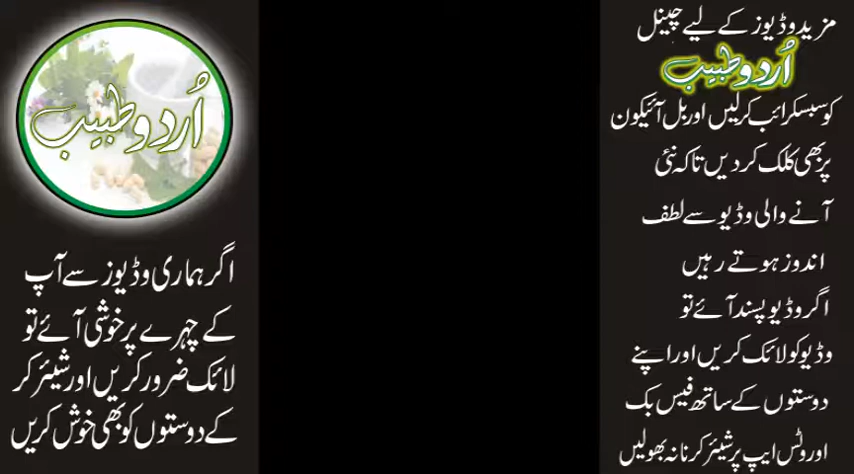 مزید وڈیوز کے لیے چینل
اُردو طبیب
کو سبسکرائب کرلیں اور بل آئیکون
پر بھی کلک کر دیں تاکہ نئی
آنے والی وڈیو سے لطف
اندوز ہوتے رہیں
اگر وڈیو پسند آئے تو
وڈیو کو لائک کریں اور اپنے
دوستوں کے ساتھ فیس بک
اور وٹس ایپ پر شیئر کرنا نہ بھولیں
اُردو طبیب
اگر ہماری وڈیوز سے آپ
کے چہرے پر خوشی آئے تو
لائک ضرور کریں اور شیئر کر
کے دوستوں کو بھی خوش کریں